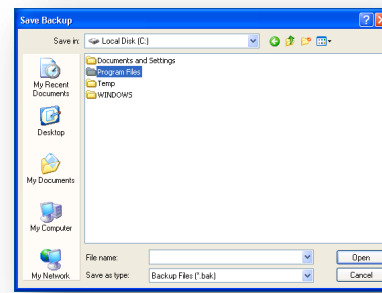 Save Backup
Save in: Local Disk (C:)
My Recent Documents
Desktop
My Documents
My Computer
My Network
Documents and Settings
Program Files
Temp
WINDOWS
File name: Open
Save as type: Backup Files (*.bak) Cancel